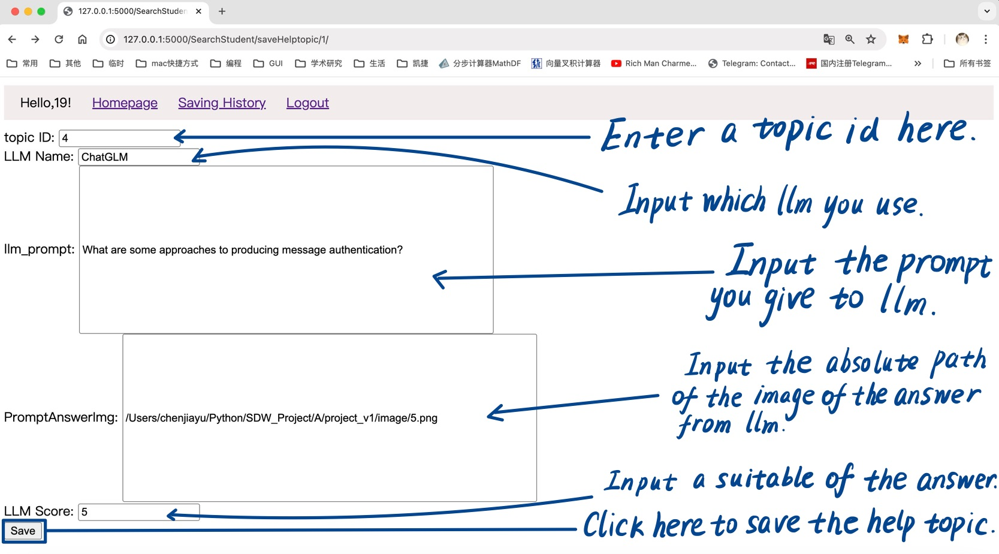 127.0.0.1:5000/SearchStuden
127.0.0.1:5000/SearchStudent/saveHelptopic/1/
常用 其他 临时 mac快捷方式 编程 GUI 学术研究 生活 凯捷 分步计算器MathDF 向量叉积计算器 Rich Man Charme... Telegram: Contact... 国内注册Telegram... » 所有书签
Hello,19! Homepage Saving History Logout
topic ID: 4
Enter a topic id here.
LLM Name: ChatGLM
Input which llm you use.
llm_prompt: What are some approaches to producing message authentication?
Input the prompt
you give to llm.
PromptAnswerImg: /Users/chenjiayu/Python/SDW_Project/A/project_v1/image/5.png
Input the absolute path
of the image of the answer
from llm.
LLM Score: 5
Input a suitable of the answer.
Save
Click here to save the help topic.